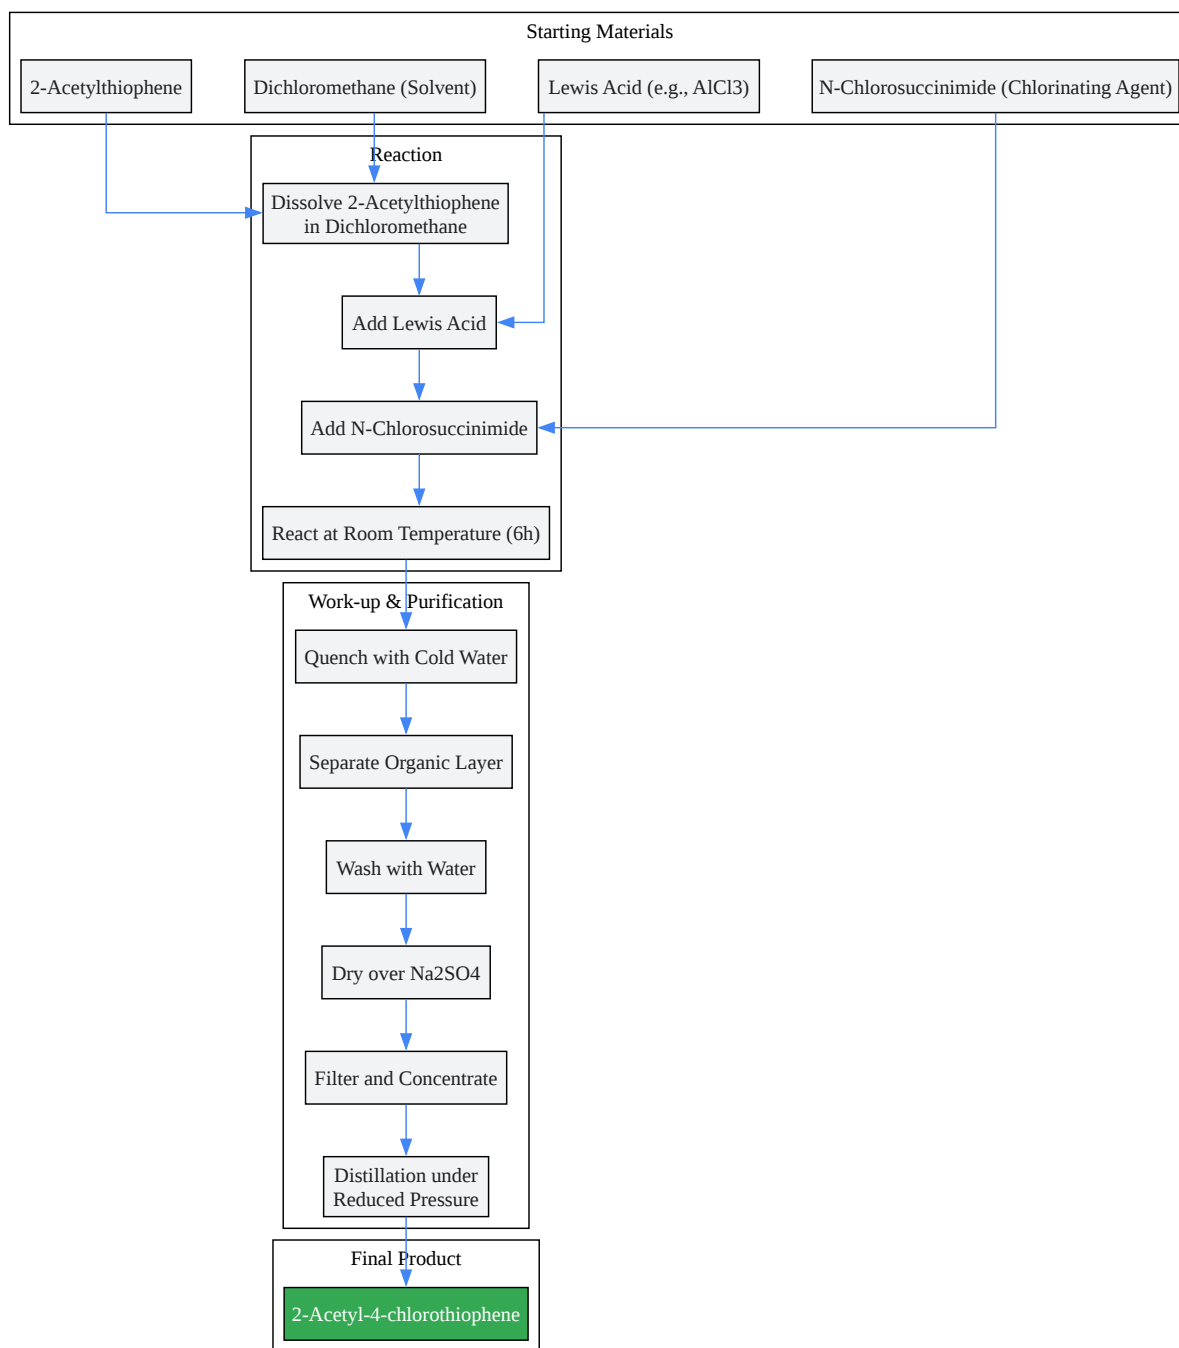 Starting Materials
2-Acetylthiophene
Dichloromethane (Solvent)
Lewis Acid (e.g., AlCl3)
N-Chlorosuccinimide (Chlorinating Agent)
Reaction
Dissolve 2-Acetylthiophene
in Dichloromethane
Add Lewis Acid
Add N-Chlorosuccinimide
React at Room Temperature (6h)
Work-up & Purification
Quench with Cold Water
Separate Organic Layer
Wash with Water
Dry over Na2SO4
Filter and Concentrate
Distillation under
Reduced Pressure
Final Product
2-Acetyl-4-chlorothiophene